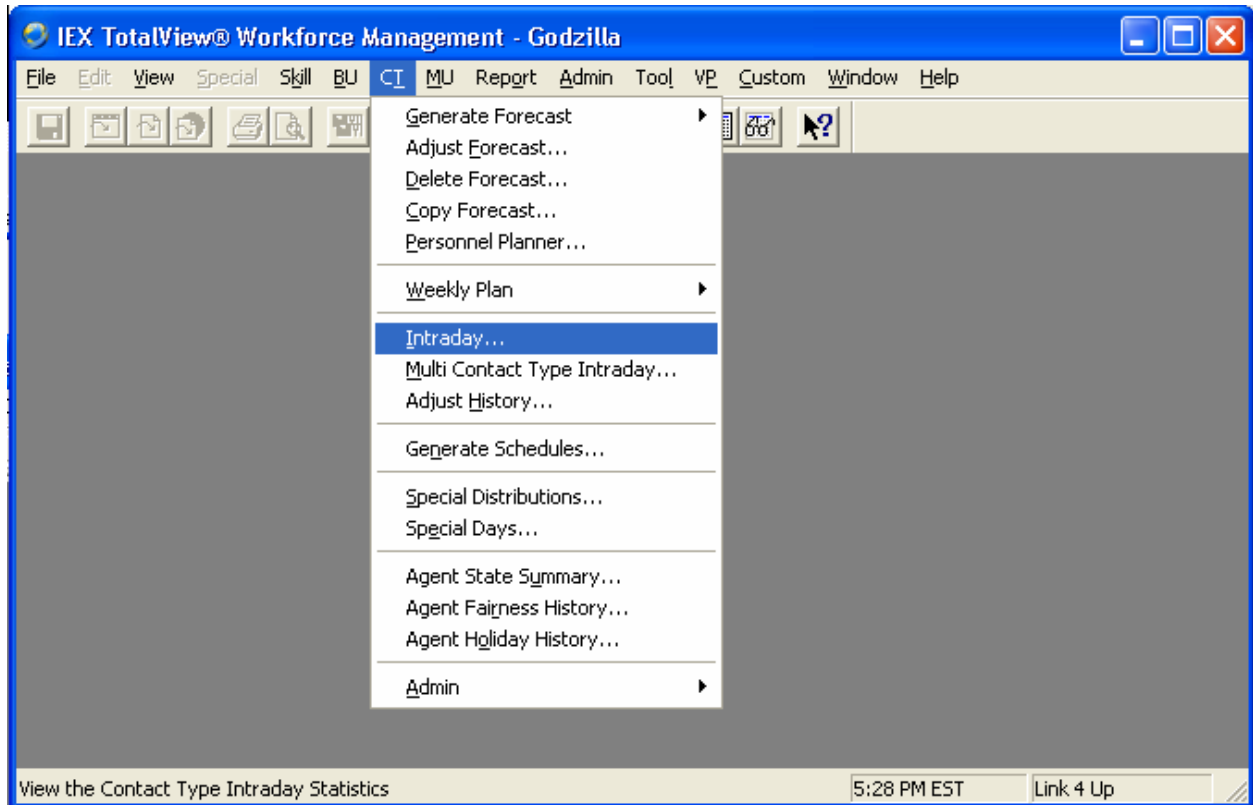 IEX TotalView® Workforce Management - Godzilla
File Edit View Special Skill BU CT MU Report Admin Tool VP Custom Window Help
Generate Forecast
Adjust Forecast...
Delete Forecast...
Copy Forecast...
Personnel Planner...
Weekly Plan
Intraday...
Multi Contact Type Intraday...
Adjust History...
Generate Schedules...
Special Distributions...
Special Days...
Agent State Summary...
Agent Fairness History...
Agent Holiday History...
Admin
View the Contact Type Intraday Statistics 5:28 PM EST Link 4 Up